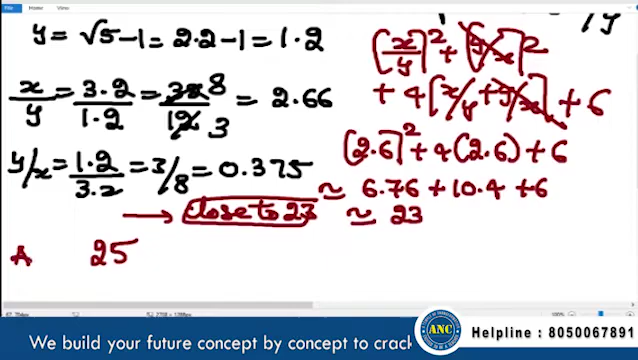 y = √5 - 1 = 2.2 - 1 = 1.2
x/y = 3.2/1.2 = 32 8/12 3 = 2.66
y/x = 1.2/3.2 = 3/8 = 0.375
→ close to 23
A 25
[x/y]² + [y/x]²
+ 4[x/y + y/x] + 6
(2.6)² + 4(2.6) + 6
≈ 6.76 + 10.4 + 6
≈ 23
100%
We build your future concept by concept to crack
ANC
Helpline : 8050067891